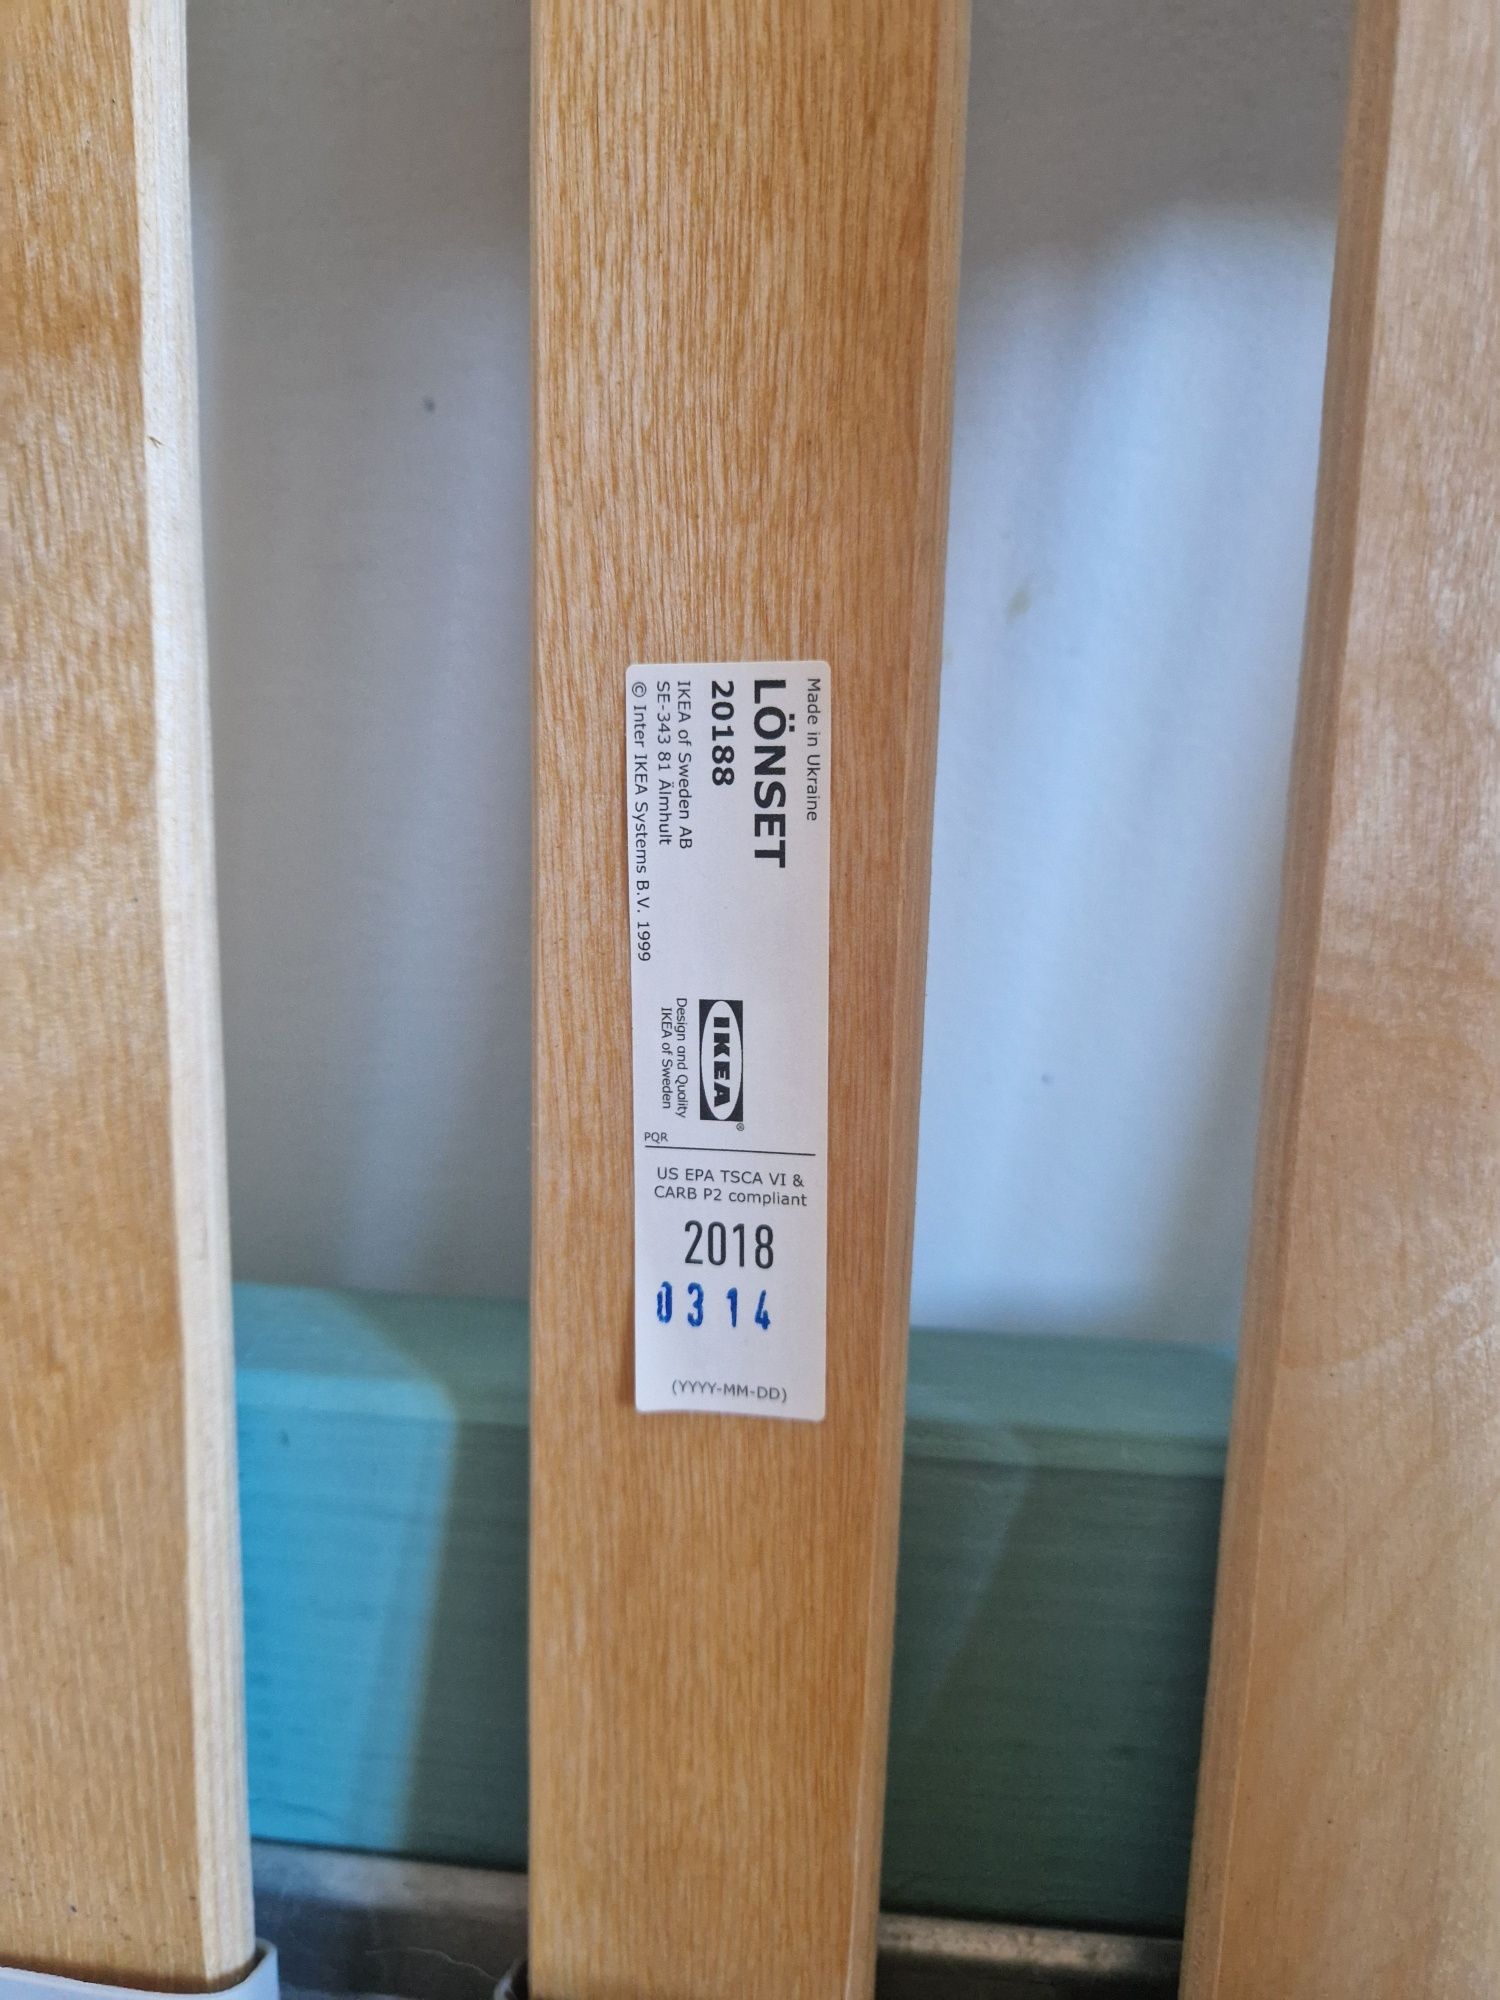 Made in Ukraine
LÖNSET
20188
IKEA of Sweden AB
SE-343 81 Älmhult
© Inter IKEA Systems B.V. 1999
IKEA®
Design and Quality
IKEA of Sweden
PQR
US EPA TSCA VI &
CARB P2 compliant
2018
0314
(YYYY-MM-DD)